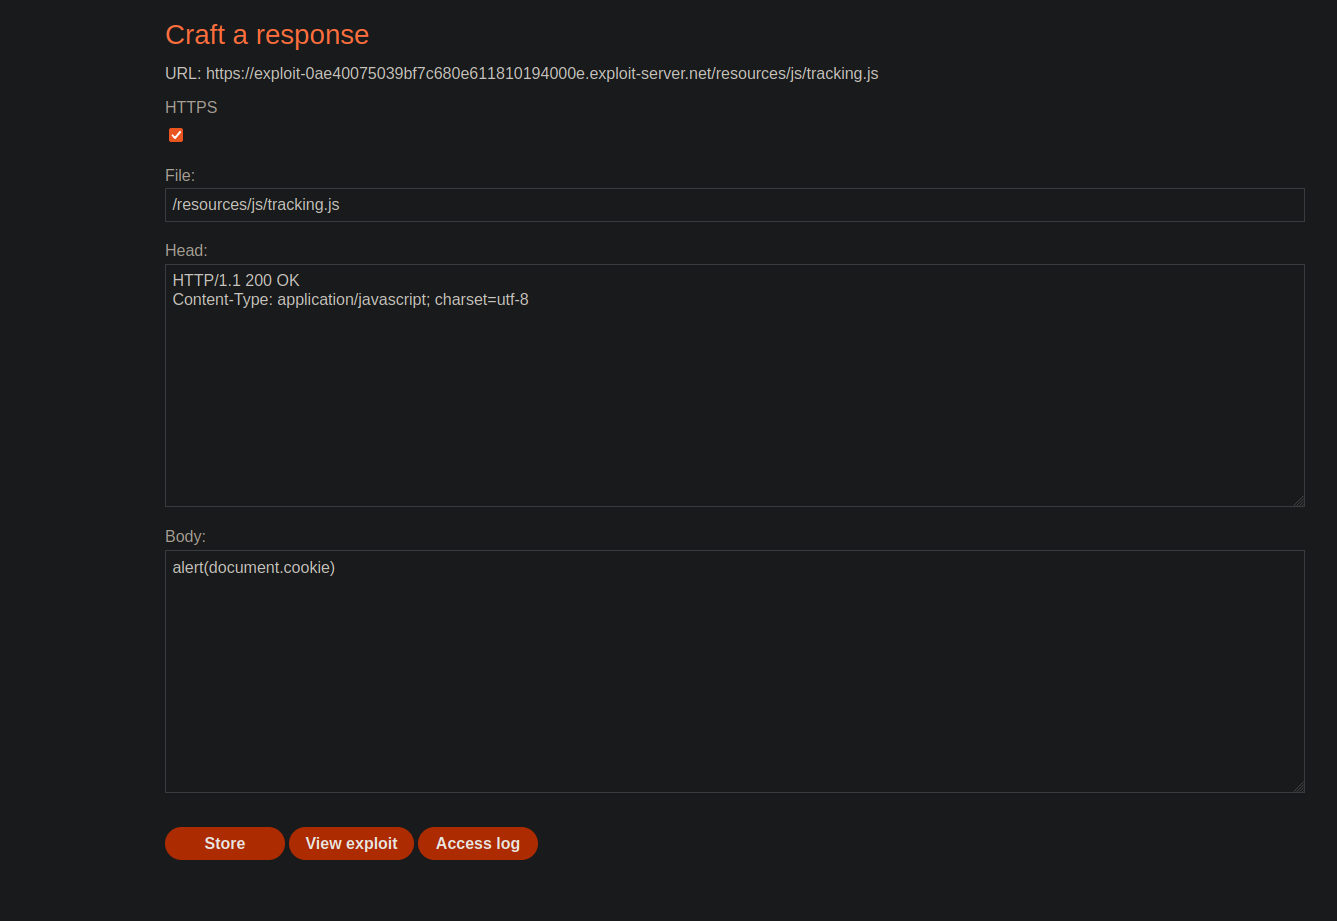 Craft a response
URL: https://exploit-0ae40075039bf7c680e611810194000e.exploit-server.net/resources/js/tracking.js
HTTPS
File:
/resources/js/tracking.js
Head:
HTTP/1.1 200 OK
Content-Type: application/javascript; charset=utf-8
Body:
alert(document.cookie)
Store View exploit Access log